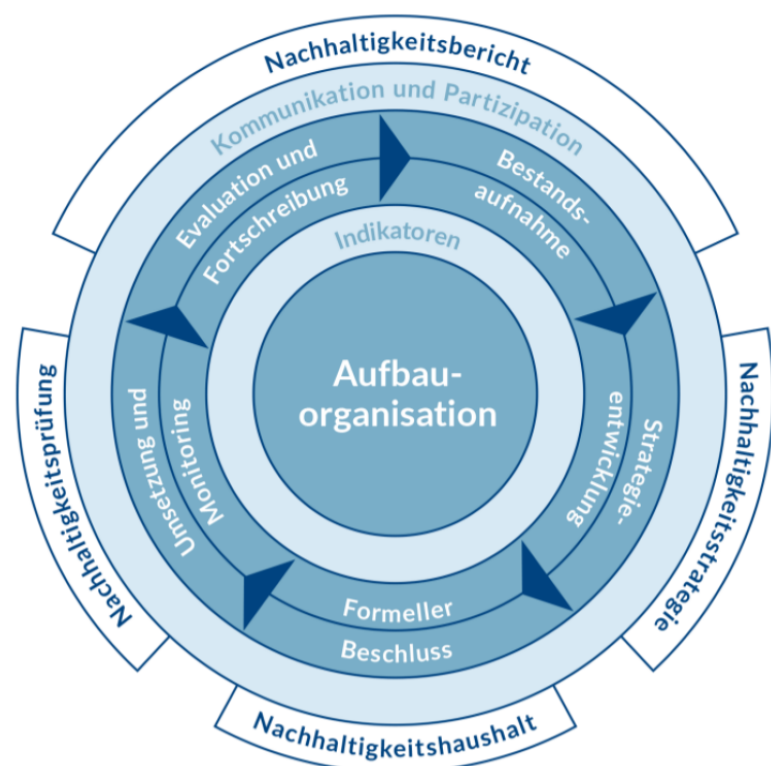 Nachhaltigkeitsbericht
Kommunikation und Partizipation
Evaluation und
Fortschreibung
Bestands-
aufnahme
Indikatoren
Aufbau-
organisation
Strategie-
entwicklung
Formeller
Beschluss
Umsetzung und
Monitoring
Nachhaltigkeitsprüfung
Nachhaltigkeitsstrategie
Nachhaltigkeitshaushalt